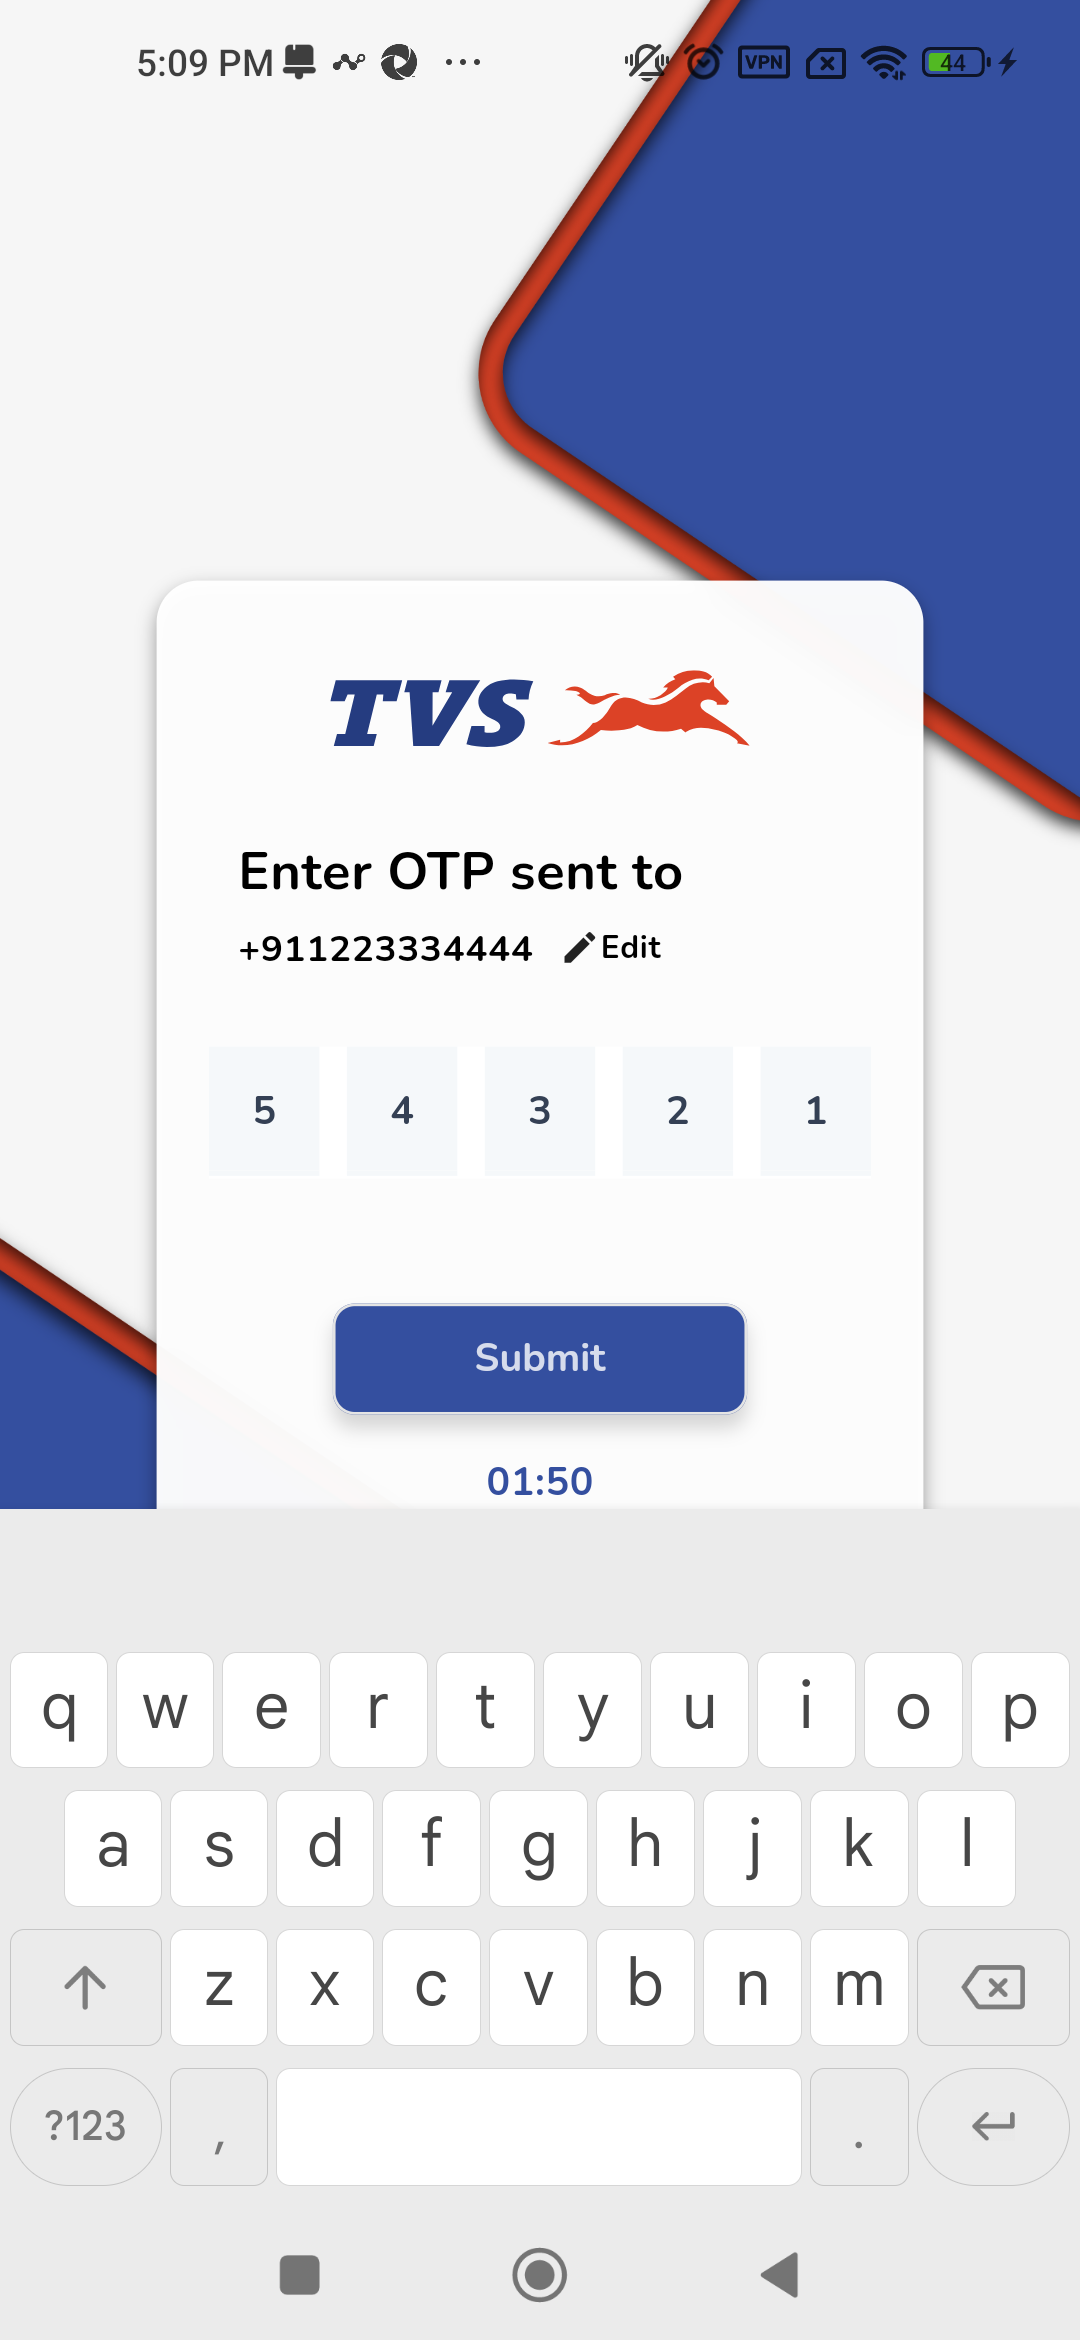 5:09 PM VPN 44
TVS
Enter OTP sent to
+911223334444 Edit
5 4 3 2 1
Submit
01:50
q w e r t y u i o p
a s d f g h j k l
z x c v b n m
?123 , .